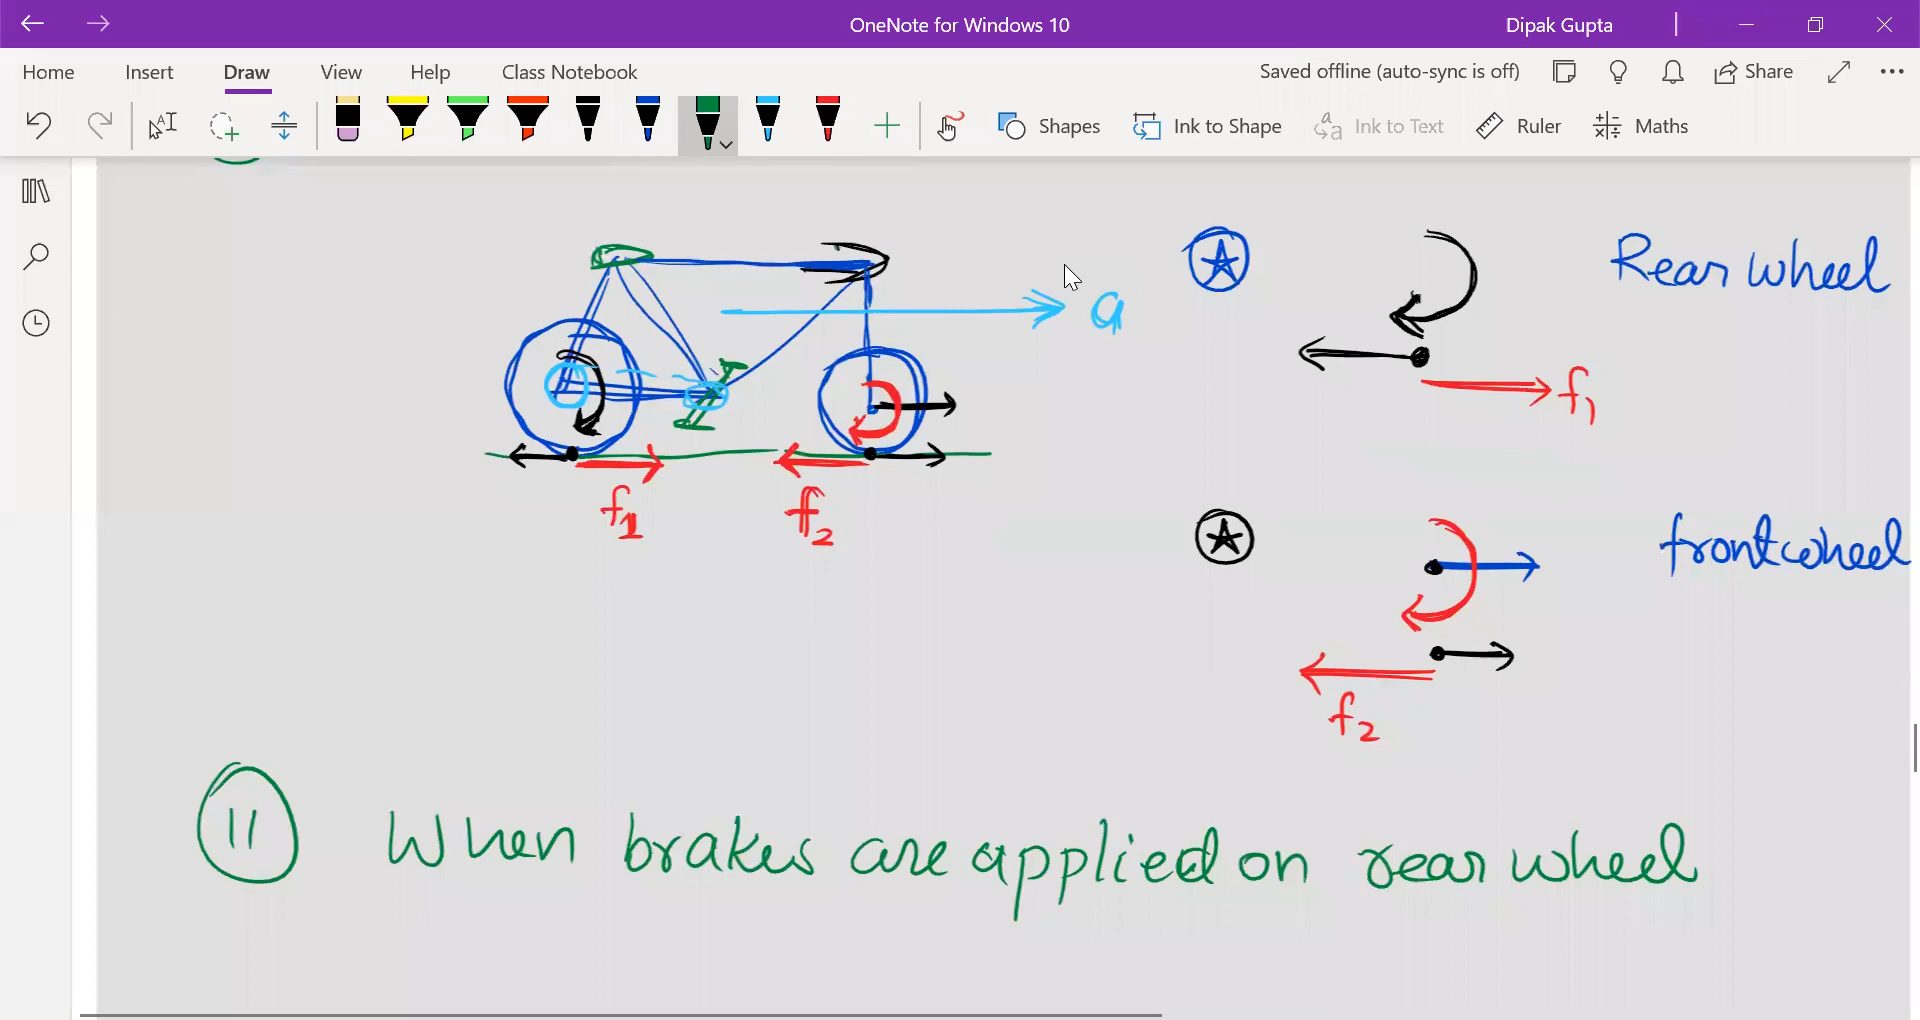 OneNote for Windows 10
Dipak Gupta
Home Insert Draw View Help Class Notebook
Saved offline (auto-sync is off) Share
Shapes Ink to Shape Ink to Text Ruler Maths
Rear wheel
a
f1
f1 f2
frontwheel
f2
11 When brakes are applied on rear wheel